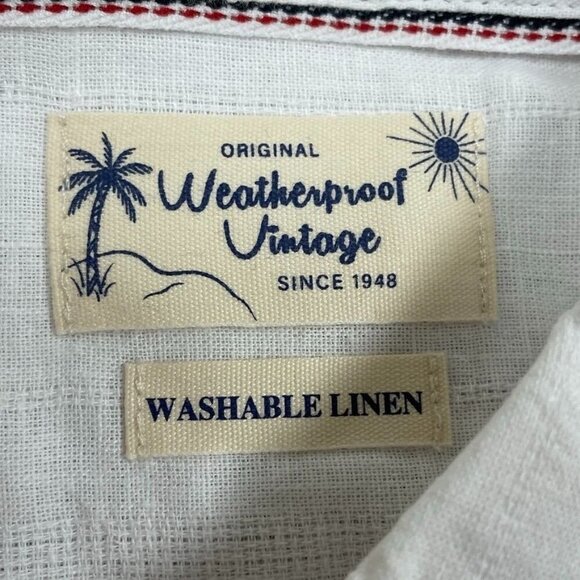 ORIGINAL
Weatherproof
Vintage
SINCE 1948
WASHABLE LINEN